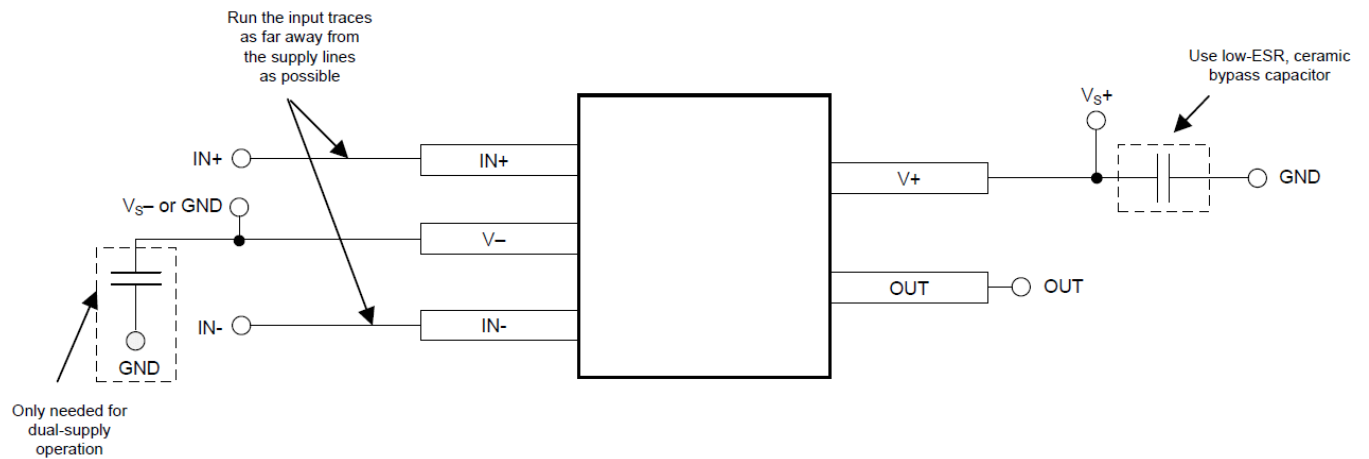 Run the input traces
as far away from
the supply lines
as possible
Use low-ESR, ceramic
bypass capacitor
VS+
IN+
IN+
V+
GND
VS– or GND
V–
OUT
OUT
IN-
IN-
GND
Only needed for
dual-supply
operation